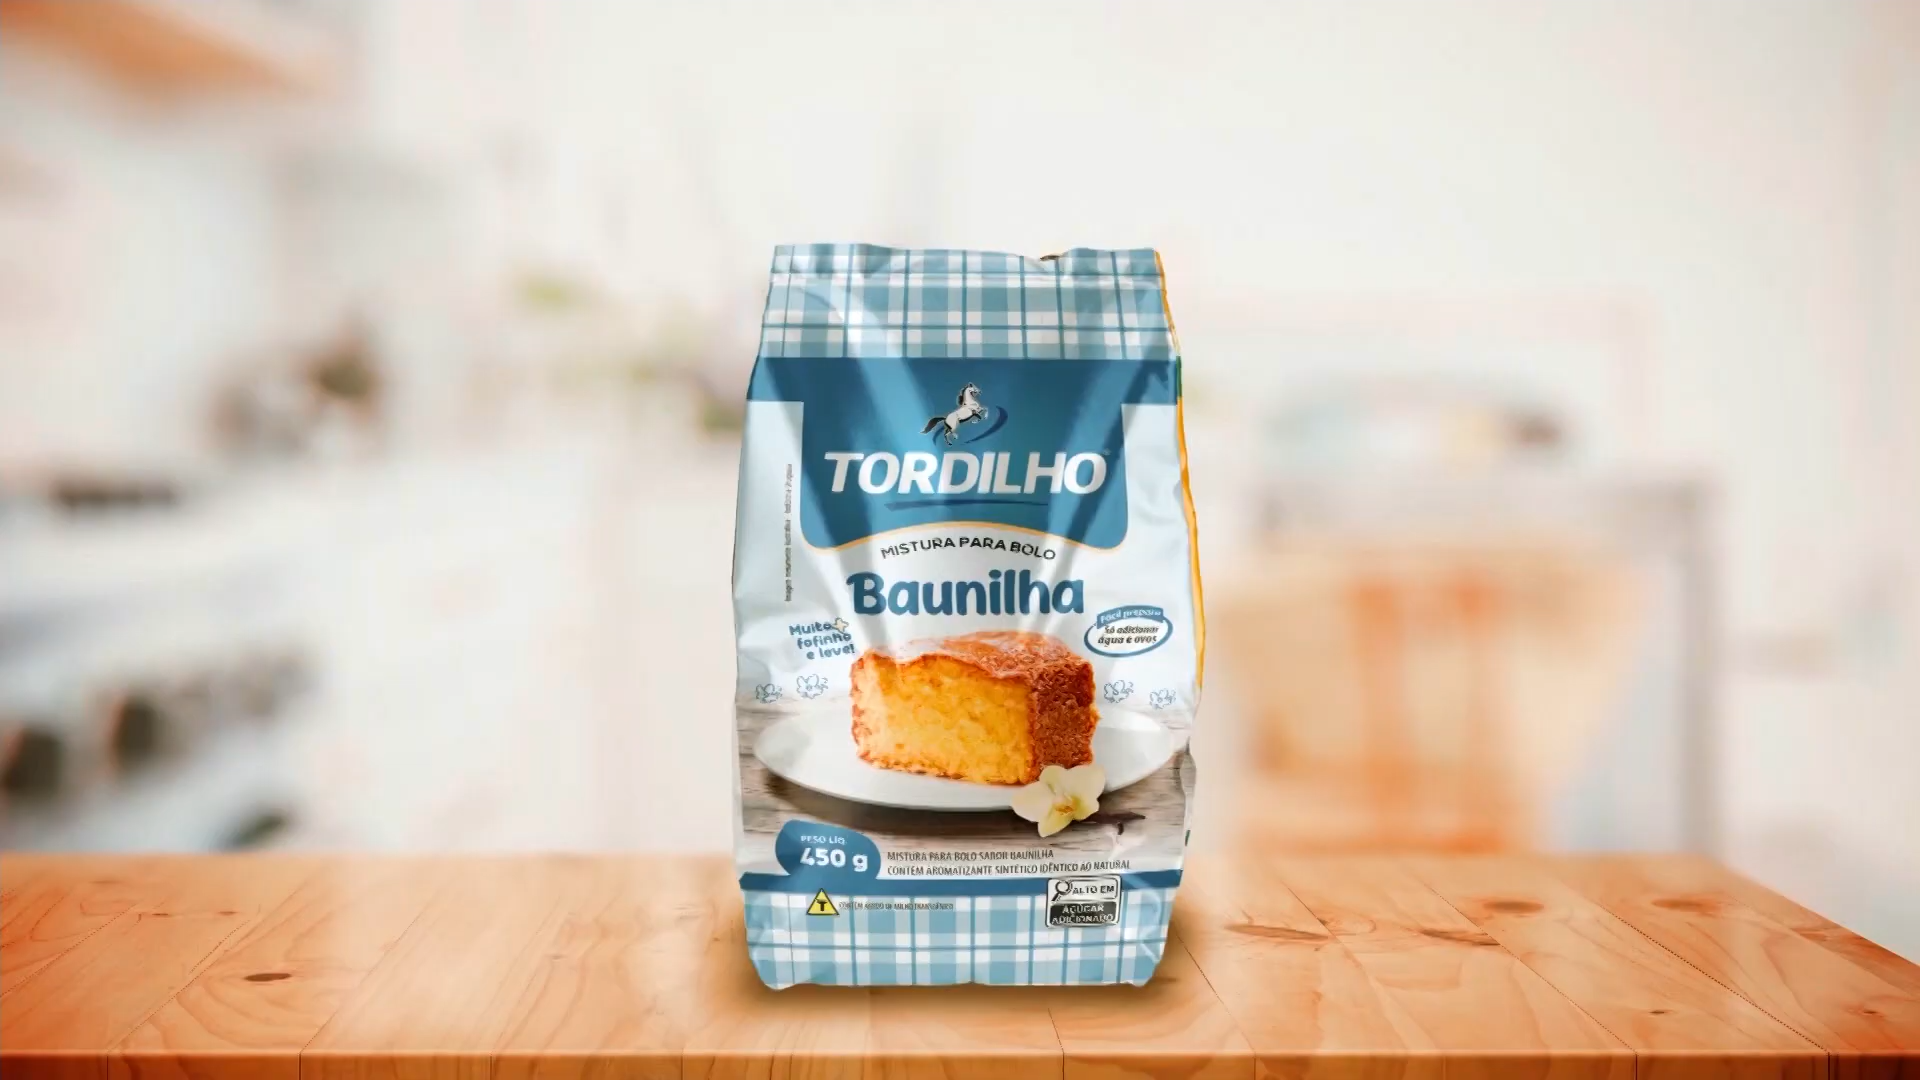 TORDILHO
MISTURA PARA BOLO
Baunilha
Fácil preparo
Só adicionar
água e ovos
Muito
fofinho
e leve!
PESO LÍQ.
450 g
MISTURA PARA BOLO SABOR BAUNILHA
CONTÉM AROMATIZANTE SINTÉTICO IDÊNTICO AO NATURAL
T
ALTO EM
AÇÚCAR
ADICIONADO